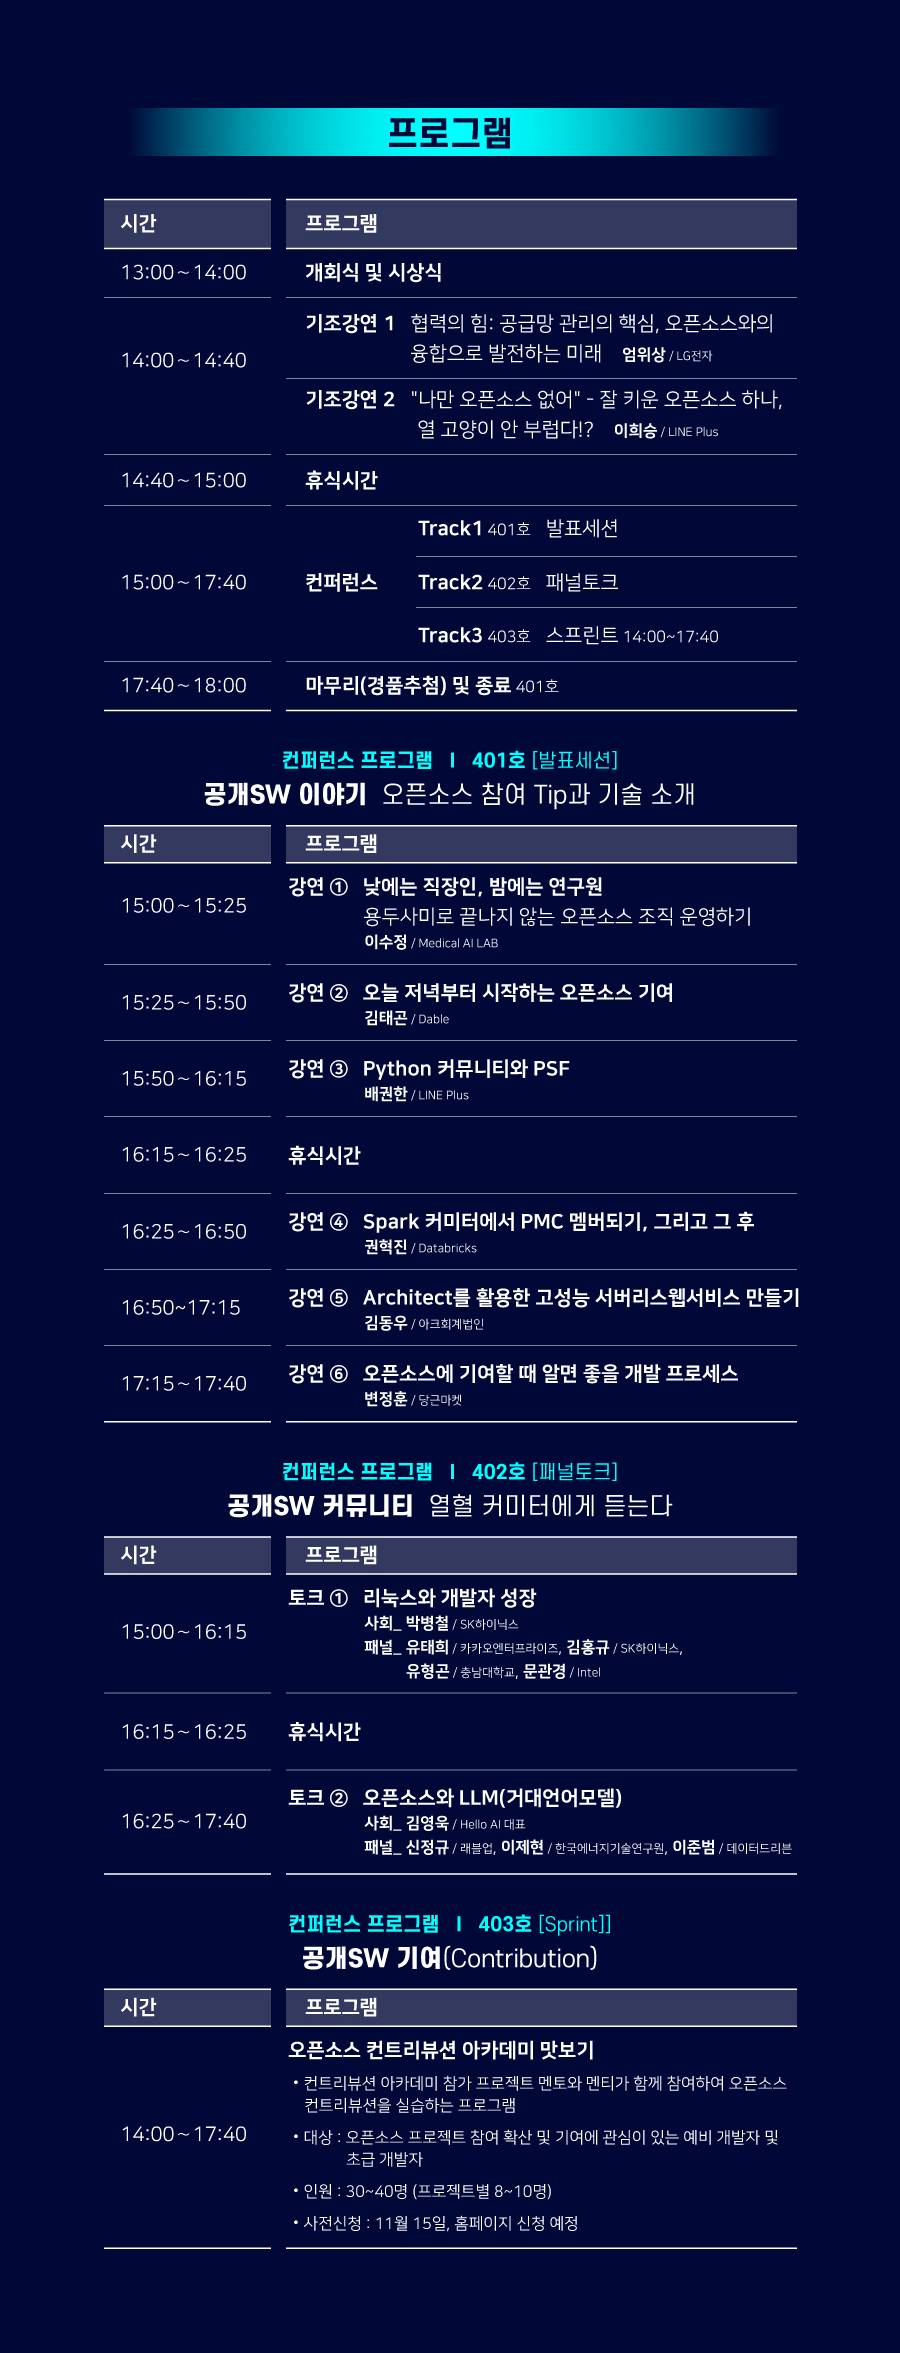 프로그램
시간 프로그램
13:00~14:00 개회식 및 시상식
14:00~14:40
기조강연 1 협력의 힘: 공급망 관리의 핵심, 오픈소스와의
융합으로 발전하는 미래 엄위상 / LG전자
기조강연 2 "나만 오픈소스 없어" - 잘 키운 오픈소스 하나,
열 고양이 안 부럽다!? 이희승 / LINE Plus
14:40~15:00 휴식시간
15:00~17:40 컨퍼런스
Track1 401호 발표세션
Track2 402호 패널토크
Track3 403호 스프린트 14:00~17:40
17:40~18:00 마무리(경품추첨) 및 종료 401호
컨퍼런스 프로그램 I 401호 [발표세션]
공개SW 이야기 오픈소스 참여 Tip과 기술 소개
시간 프로그램
15:00~15:25
강연 ① 낮에는 직장인, 밤에는 연구원
용두사미로 끝나지 않는 오픈소스 조직 운영하기
이수정 / Medical AI LAB
15:25~15:50
강연 ② 오늘 저녁부터 시작하는 오픈소스 기여
김태곤 / Dable
15:50~16:15
강연 ③ Python 커뮤니티와 PSF
배권한 / LINE Plus
16:15~16:25 휴식시간
16:25~16:50
강연 ④ Spark 커미터에서 PMC 멤버되기, 그리고 그 후
권혁진 / Databricks
16:50~17:15
강연 ⑤ Architect를 활용한 고성능 서버리스웹서비스 만들기
김동우 / 아크회계법인
17:15~17:40
강연 ⑥ 오픈소스에 기여할 때 알면 좋을 개발 프로세스
변정훈 / 당근마켓
컨퍼런스 프로그램 I 402호 [패널토크]
공개SW 커뮤니티 열혈 커미터에게 듣는다
시간 프로그램
15:00~16:15
토크 ① 리눅스와 개발자 성장
사회_ 박병철 / SK하이닉스
패널_ 유태희 / 카카오엔터프라이즈, 김홍규 / SK하이닉스,
유형곤 / 충남대학교, 문관경 / Intel
16:15~16:25 휴식시간
16:25~17:40
토크 ② 오픈소스와 LLM(거대언어모델)
사회_ 김영욱 / Hello AI 대표
패널_ 신정규 / 래블업, 이제현 / 한국에너지기술연구원, 이준범 / 데이터드리븐
컨퍼런스 프로그램 I 403호 [Sprint]]
공개SW 기여(Contribution)
시간 프로그램
14:00~17:40
오픈소스 컨트리뷰션 아카데미 맛보기
• 컨트리뷰션 아카데미 참가 프로젝트 멘토와 멘티가 함께 참여하여 오픈소스
컨트리뷰션을 실습하는 프로그램
• 대상 : 오픈소스 프로젝트 참여 확산 및 기여에 관심이 있는 예비 개발자 및
초급 개발자
• 인원 : 30~40명 (프로젝트별 8~10명)
• 사전신청 : 11월 15일, 홈페이지 신청 예정